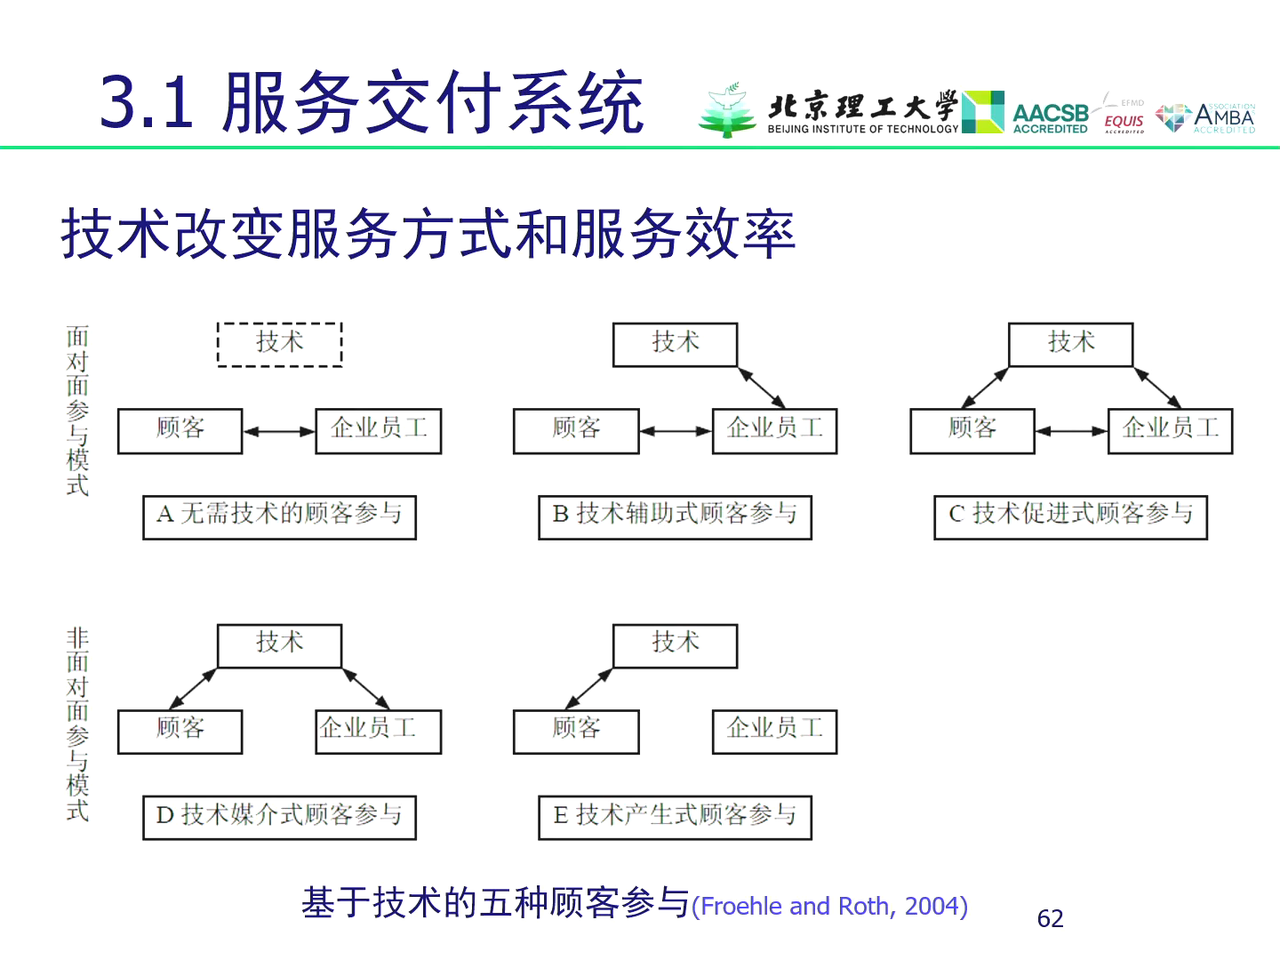 3.1 服务交付系统
北京理工大学
BEIJING INSTITUTE OF TECHNOLOGY
AACSB
ACCREDITED
EFMD
EQUIS
ACCREDITED
ASSOCIATION
AMBA
ACCREDITED
技术改变服务方式和服务效率
面对面参与模式
技术
顾客
企业员工
A 无需技术的顾客参与
技术
顾客
企业员工
B 技术辅助式顾客参与
技术
顾客
企业员工
C 技术促进式顾客参与
非面对面参与模式
技术
顾客
企业员工
D 技术媒介式顾客参与
技术
顾客
企业员工
E 技术产生式顾客参与
基于技术的五种顾客参与(Froehle and Roth, 2004)
62